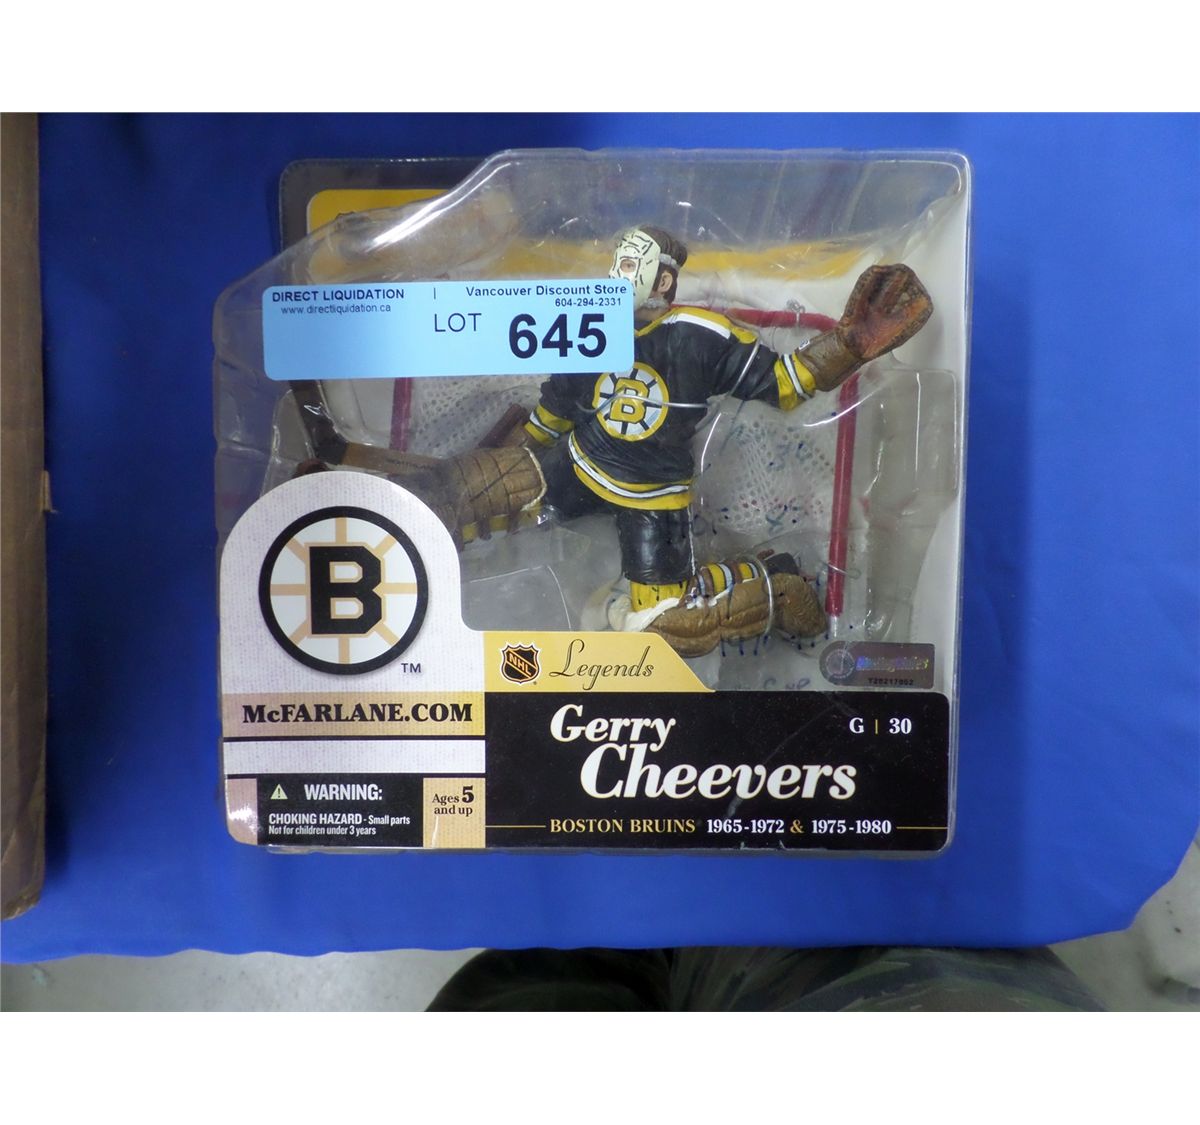 DIRECT LIQUIDATION | Vancouver Discount Store
www.directliquidation.ca 604-294-2331
LOT 645
B
B
TM
NHL Legends
McFARLANE.COM
Gerry
Cheevers
G | 30
WARNING:
CHOKING HAZARD - Small parts
Not for children under 3 years
Ages 5
and up
BOSTON BRUINS 1965-1972 & 1975-1980